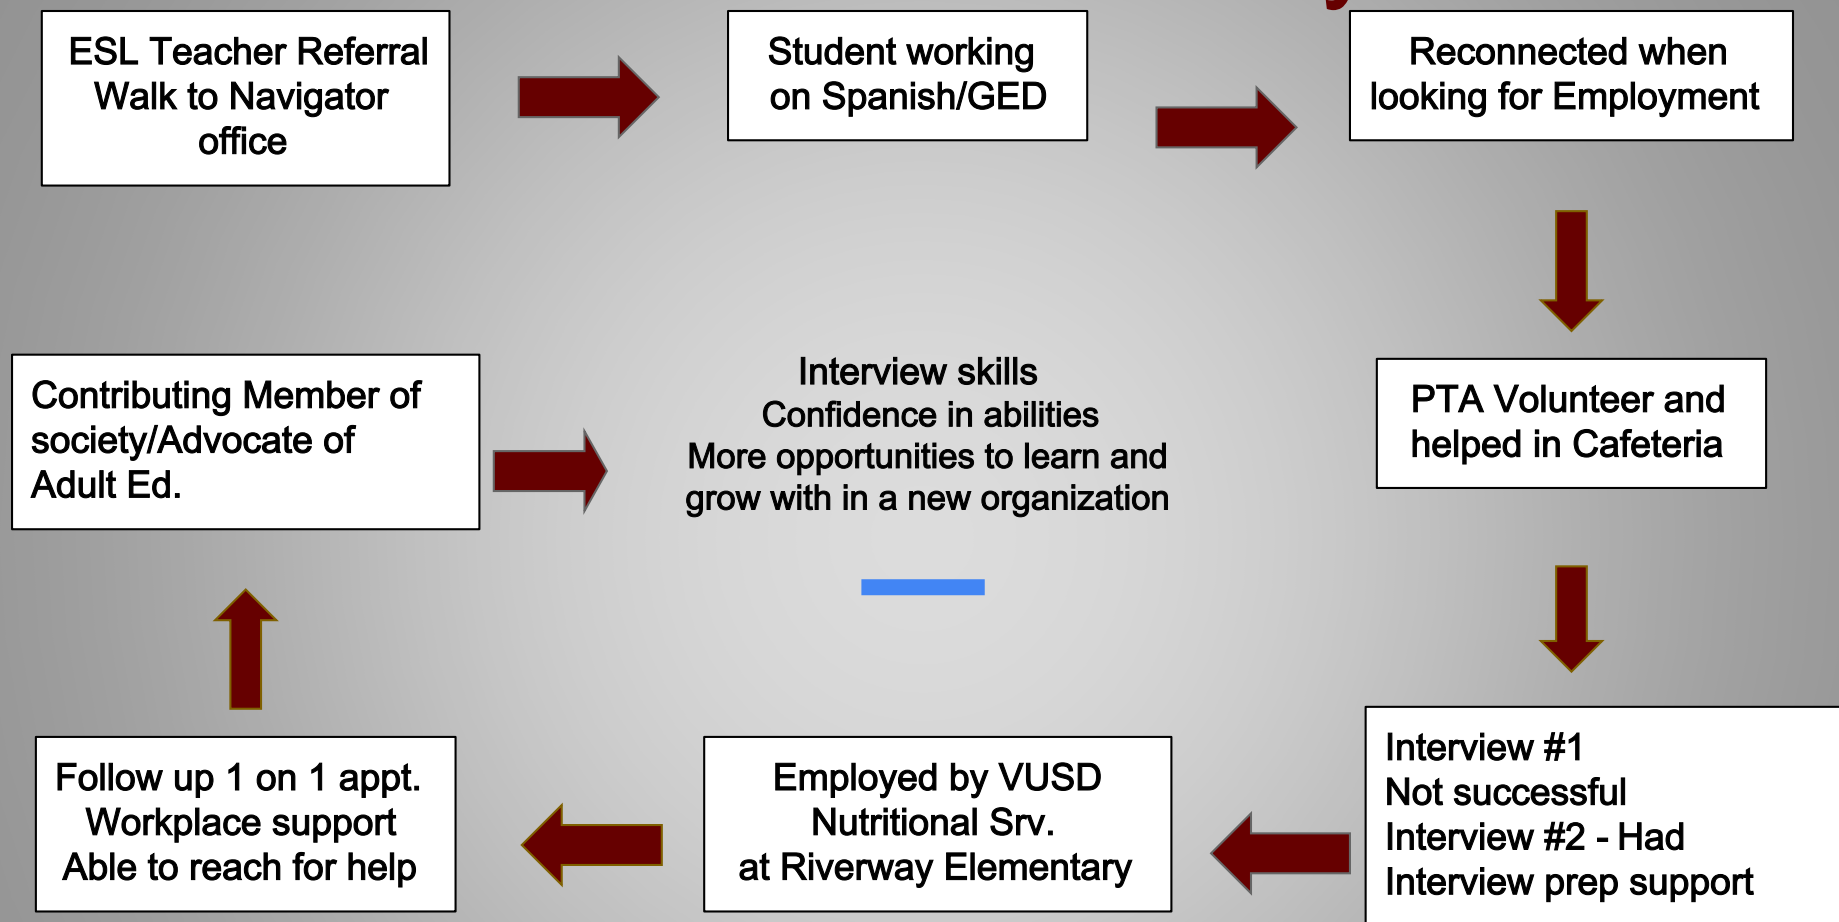 ESL Teacher Referral
Walk to Navigator
office
Student working
on Spanish/GED
Reconnected when
looking for Employment
PTA Volunteer and
helped in Cafeteria
Interview #1
Not successful
Interview #2 - Had
Interview prep support
Employed by VUSD
Nutritional Srv.
at Riverway Elementary
Follow up 1 on 1 appt.
Workplace support
Able to reach for help
Contributing Member of
society/Advocate of
Adult Ed.
Interview skills
Confidence in abilities
More opportunities to learn and
grow with in a new organization